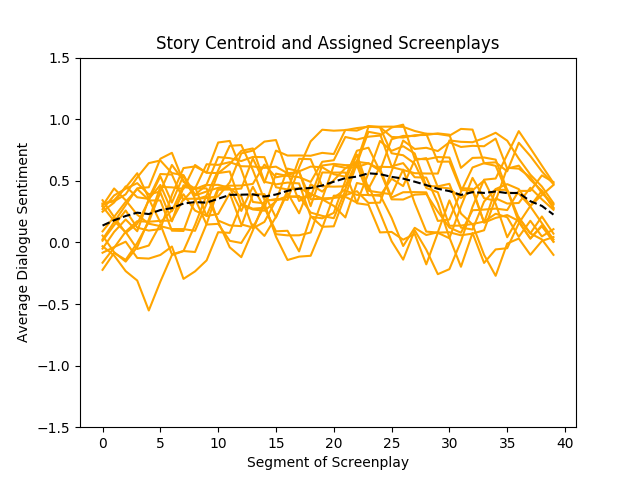 Story Centroid and Assigned Screenplays
1.5
1.0
0.5
0.0
−0.5
−1.0
−1.5
Average Dialogue Sentiment
0 5 10 15 20 25 30 35 40
Segment of Screenplay